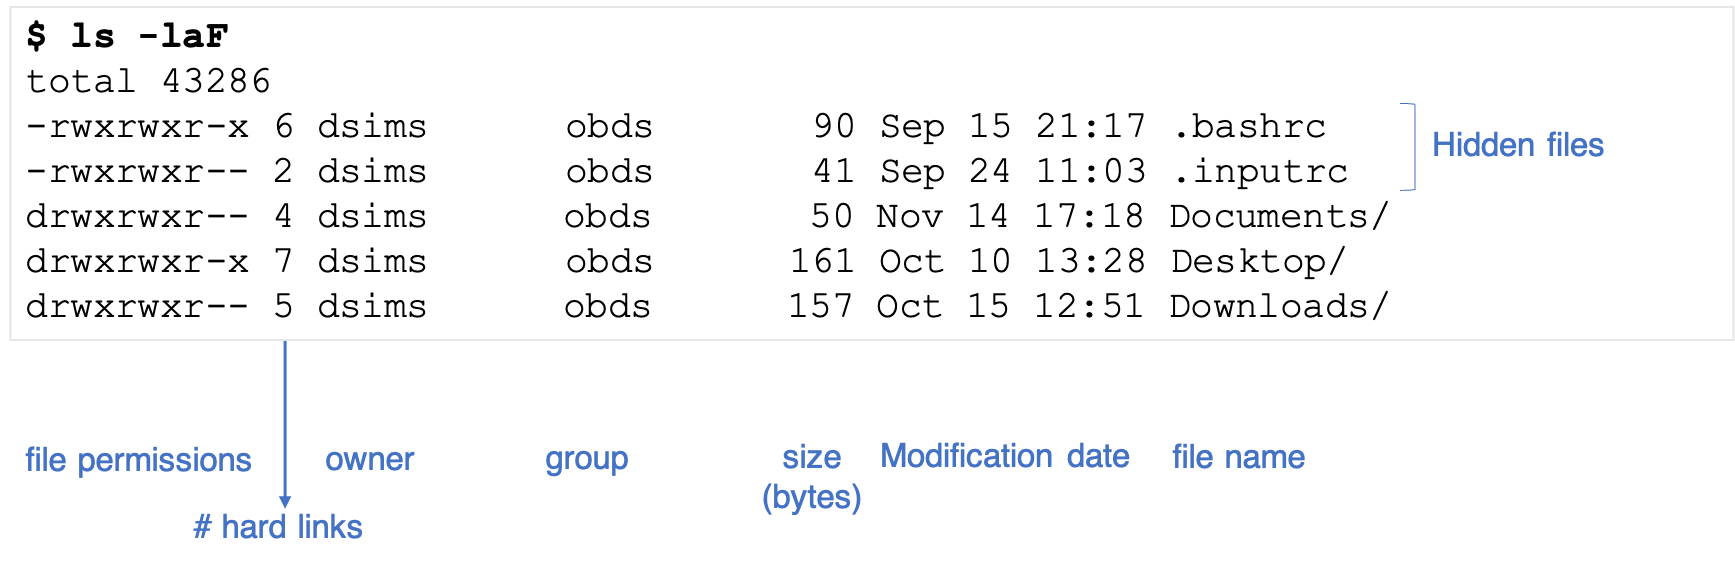 $ ls -laF
total 43286
-rwxrwxr-x 6 dsims obds 90 Sep 15 21:17 .bashrc
-rwxrwxr-- 2 dsims obds 41 Sep 24 11:03 .inputrc
Hidden files
drwxrwxr-- 4 dsims obds 50 Nov 14 17:18 Documents/
drwxrwxr-x 7 dsims obds 161 Oct 10 13:28 Desktop/
drwxrwxr-- 5 dsims obds 157 Oct 15 12:51 Downloads/
file permissions owner group size Modification date file name
(bytes)
# hard links